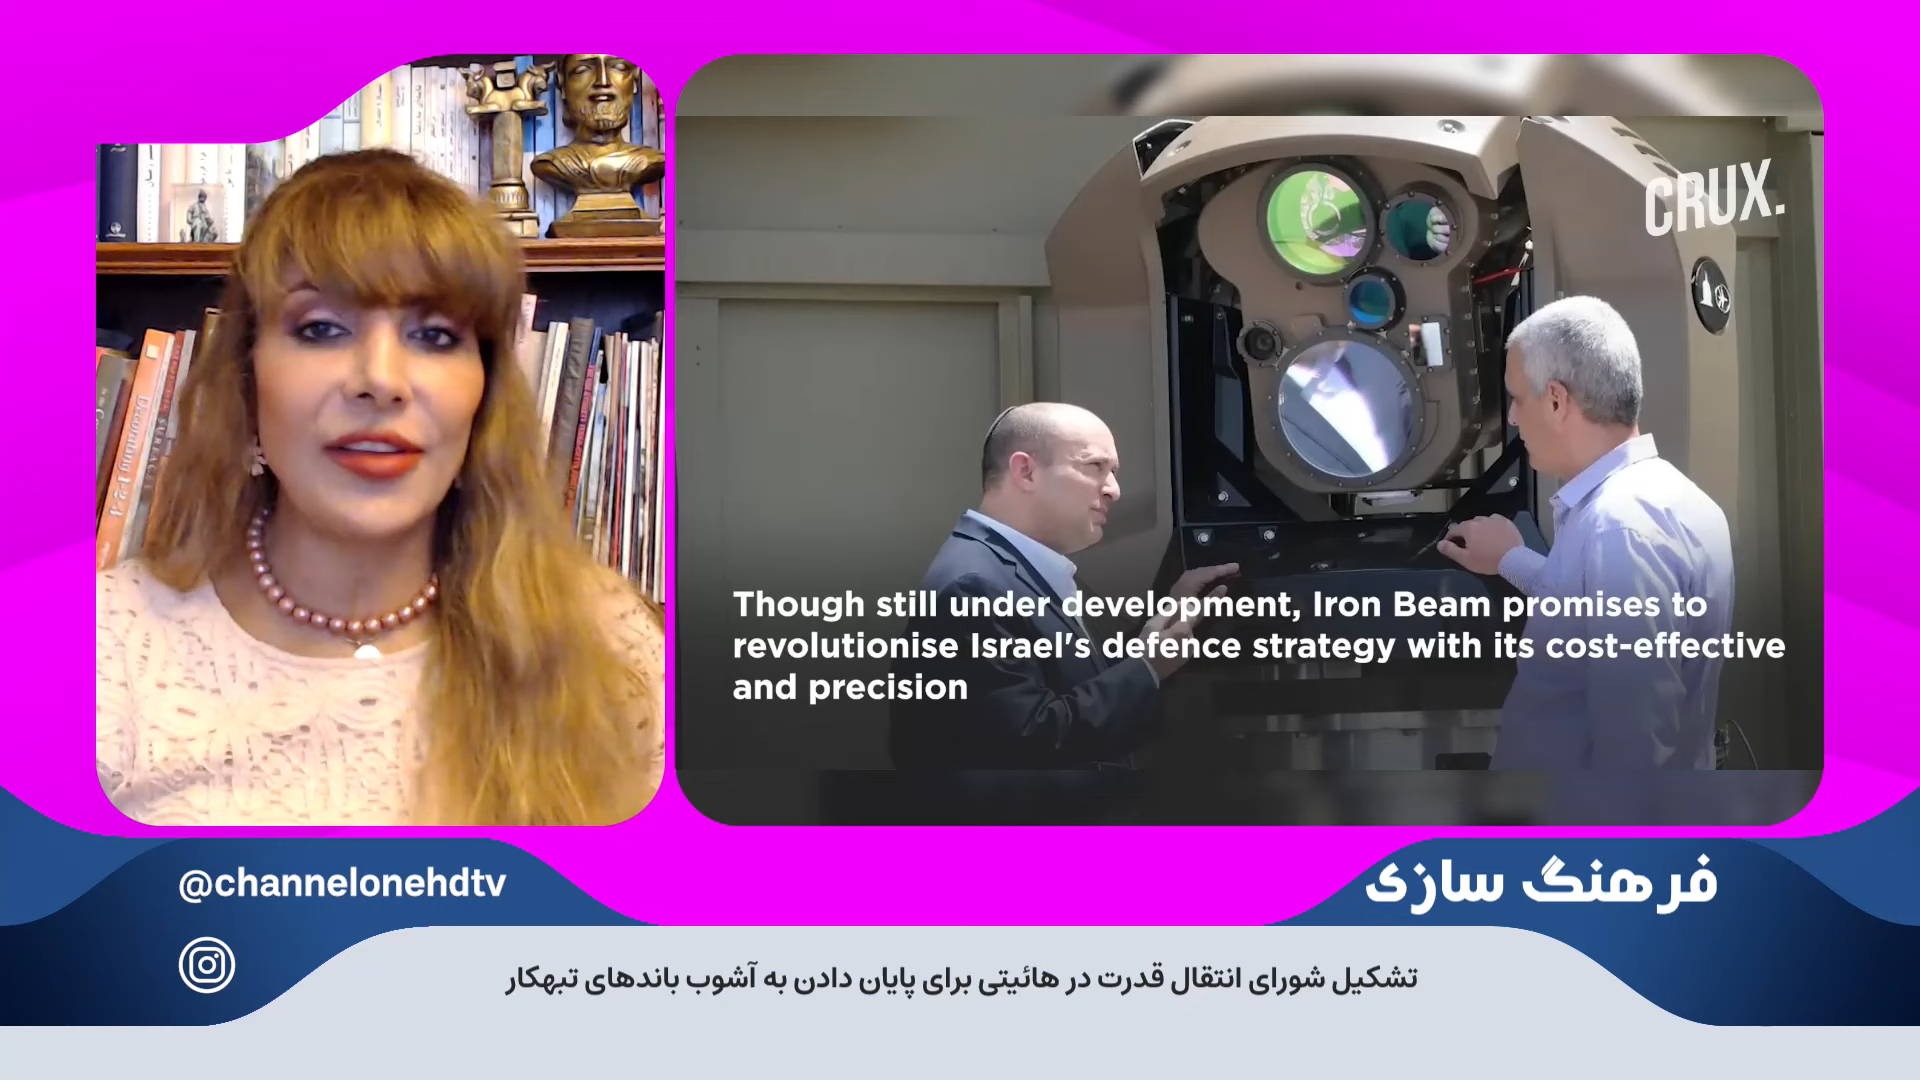 CRUX.
Though still under development, Iron Beam promises to
revolutionise Israel's defence strategy with its cost-effective
and precision
@channelonehdtv
فرهنگ سازی
تشکیل شورای انتقال قدرت در هائیتی برای پایان دادن به آشوب باندهای تبهکار